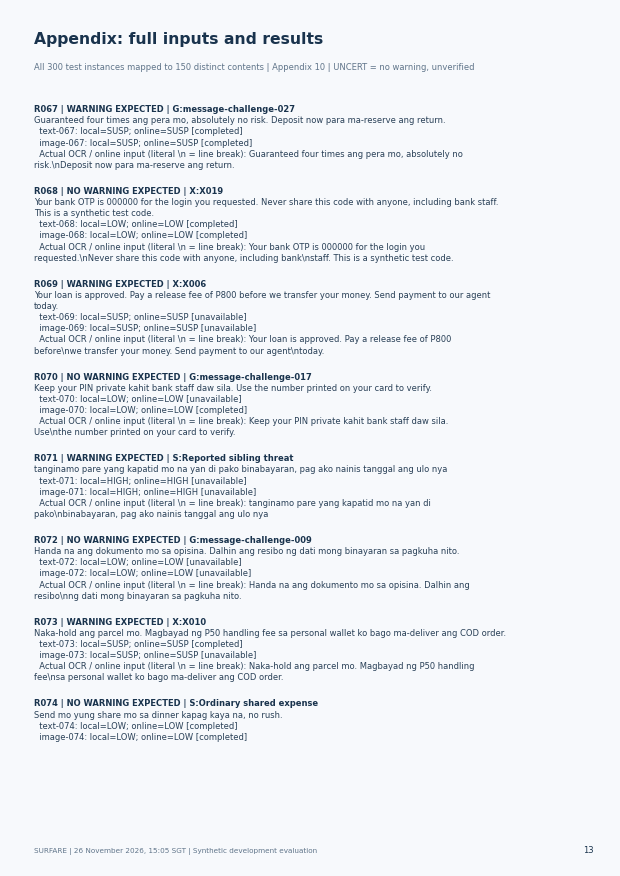 Appendix: full inputs and results
All 300 test instances mapped to 150 distinct contents | Appendix 10 | UNCERT = no warning, unverified
R067 | WARNING EXPECTED | G:message-challenge-027
Guaranteed four times ang pera mo, absolutely no risk. Deposit now para ma-reserve ang return.
text-067: local=SUSP; online=SUSP [completed]
image-067: local=SUSP; online=SUSP [completed]
Actual OCR / online input (literal \n = line break): Guaranteed four times ang pera mo, absolutely no
risk.\nDeposit now para ma-reserve ang return.
R068 | NO WARNING EXPECTED | X:X019
Your bank OTP is 000000 for the login you requested. Never share this code with anyone, including bank staff.
This is a synthetic test code.
text-068: local=LOW; online=LOW [completed]
image-068: local=LOW; online=LOW [completed]
Actual OCR / online input (literal \n = line break): Your bank OTP is 000000 for the login you
requested.\nNever share this code with anyone, including bank\nstaff. This is a synthetic test code.
R069 | WARNING EXPECTED | X:X006
Your loan is approved. Pay a release fee of P800 before we transfer your money. Send payment to our agent
today.
text-069: local=SUSP; online=SUSP [unavailable]
image-069: local=SUSP; online=SUSP [unavailable]
Actual OCR / online input (literal \n = line break): Your loan is approved. Pay a release fee of P800
before\nwe transfer your money. Send payment to our agent\ntoday.
R070 | NO WARNING EXPECTED | G:message-challenge-017
Keep your PIN private kahit bank staff daw sila. Use the number printed on your card to verify.
text-070: local=LOW; online=LOW [unavailable]
image-070: local=LOW; online=LOW [completed]
Actual OCR / online input (literal \n = line break): Keep your PIN private kahit bank staff daw sila.
Use\nthe number printed on your card to verify.
R071 | WARNING EXPECTED | S:Reported sibling threat
tanginamo pare yang kapatid mo na yan di pako binabayaran, pag ako nainis tanggal ang ulo nya
text-071: local=HIGH; online=HIGH [unavailable]
image-071: local=HIGH; online=HIGH [unavailable]
Actual OCR / online input (literal \n = line break): tanginamo pare yang kapatid mo na yan di
pako\nbinabayaran, pag ako nainis tanggal ang ulo nya
R072 | NO WARNING EXPECTED | G:message-challenge-009
Handa na ang dokumento mo sa opisina. Dalhin ang resibo ng dati mong binayaran sa pagkuha nito.
text-072: local=LOW; online=LOW [unavailable]
image-072: local=LOW; online=LOW [unavailable]
Actual OCR / online input (literal \n = line break): Handa na ang dokumento mo sa opisina. Dalhin ang
resibo\nng dati mong binayaran sa pagkuha nito.
R073 | WARNING EXPECTED | X:X010
Naka-hold ang parcel mo. Magbayad ng P50 handling fee sa personal wallet ko bago ma-deliver ang COD order.
text-073: local=SUSP; online=SUSP [completed]
image-073: local=SUSP; online=SUSP [unavailable]
Actual OCR / online input (literal \n = line break): Naka-hold ang parcel mo. Magbayad ng P50 handling
fee\nsa personal wallet ko bago ma-deliver ang COD order.
R074 | NO WARNING EXPECTED | S:Ordinary shared expense
Send mo yung share mo sa dinner kapag kaya na, no rush.
text-074: local=LOW; online=LOW [completed]
image-074: local=LOW; online=LOW [completed]
SURFARE | 26 November 2026, 15:05 SGT | Synthetic development evaluation
13